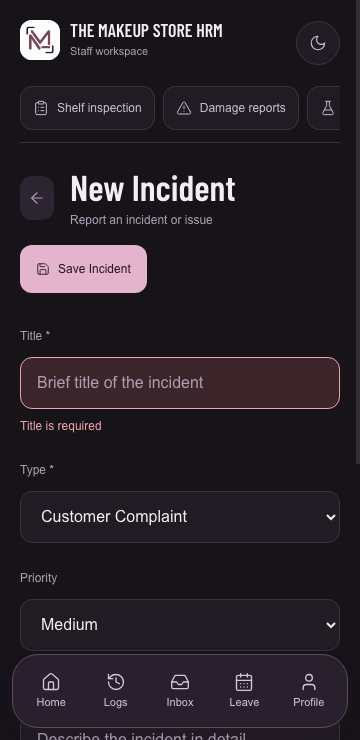 THE MAKEUP STORE HRM
Staff workspace
Shelf inspection
Damage reports
New Incident
Report an incident or issue
Save Incident
Title *
Brief title of the incident
Title is required
Type *
Customer Complaint
Priority
Medium
Home
Logs
Inbox
Leave
Profile
Describe the incident in detail